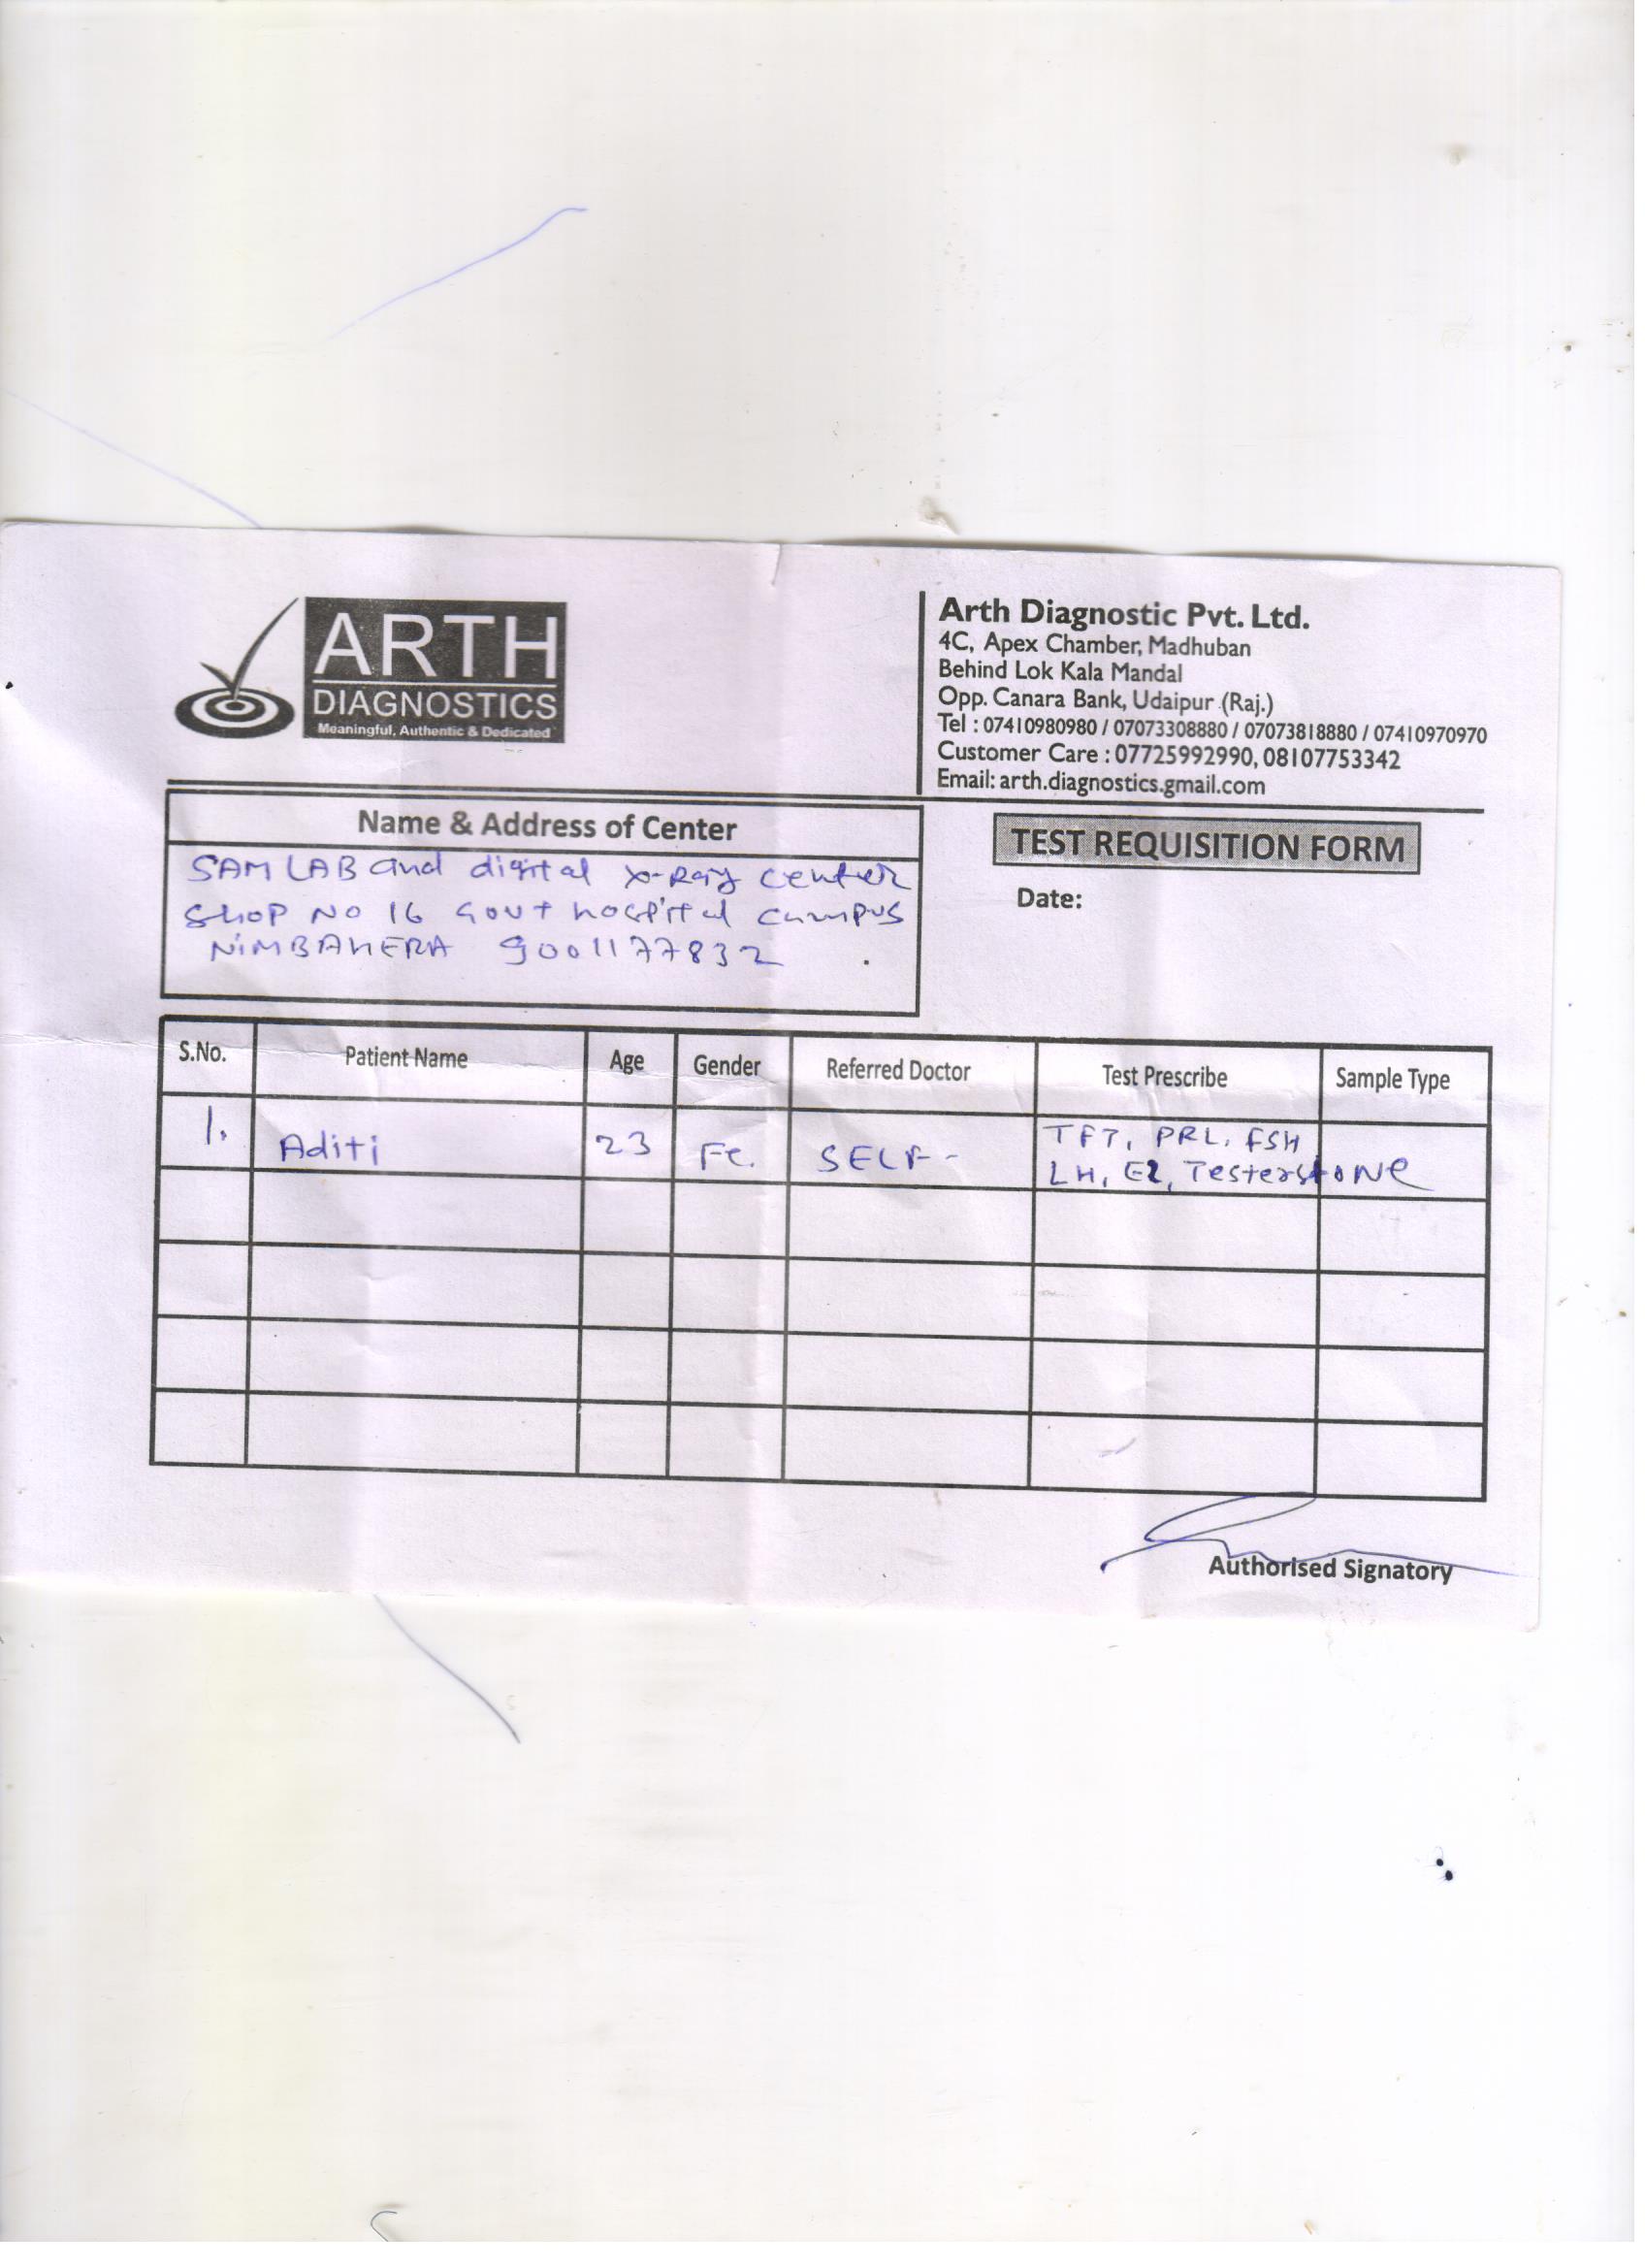 ARTH
DIAGNOSTICS
Meaningful, Authentic & Dedicated
Arth Diagnostic Pvt. Ltd.
4C, Apex Chamber, Madhuban
Behind Lok Kala Mandal
Opp. Canara Bank, Udaipur (Raj.)
Tel : 07410980980 / 07073308880 / 07073818880 / 07410970970
Customer Care : 07725992990, 08107753342
Email: arth.diagnostics.gmail.com
Name & Address of Center
SAM LAB and digital x-Ray center
Shop No 16 Govt hospital campus
NIMBAHERA 9001177832
TEST REQUISITION FORM
Date:
S.No. Patient Name Age Gender Referred Doctor Test Prescribe Sample Type
1. Aditi 23 Fe. SELF - TFT, PRL, FSH
LH, E2, Testerstone
Authorised Signatory